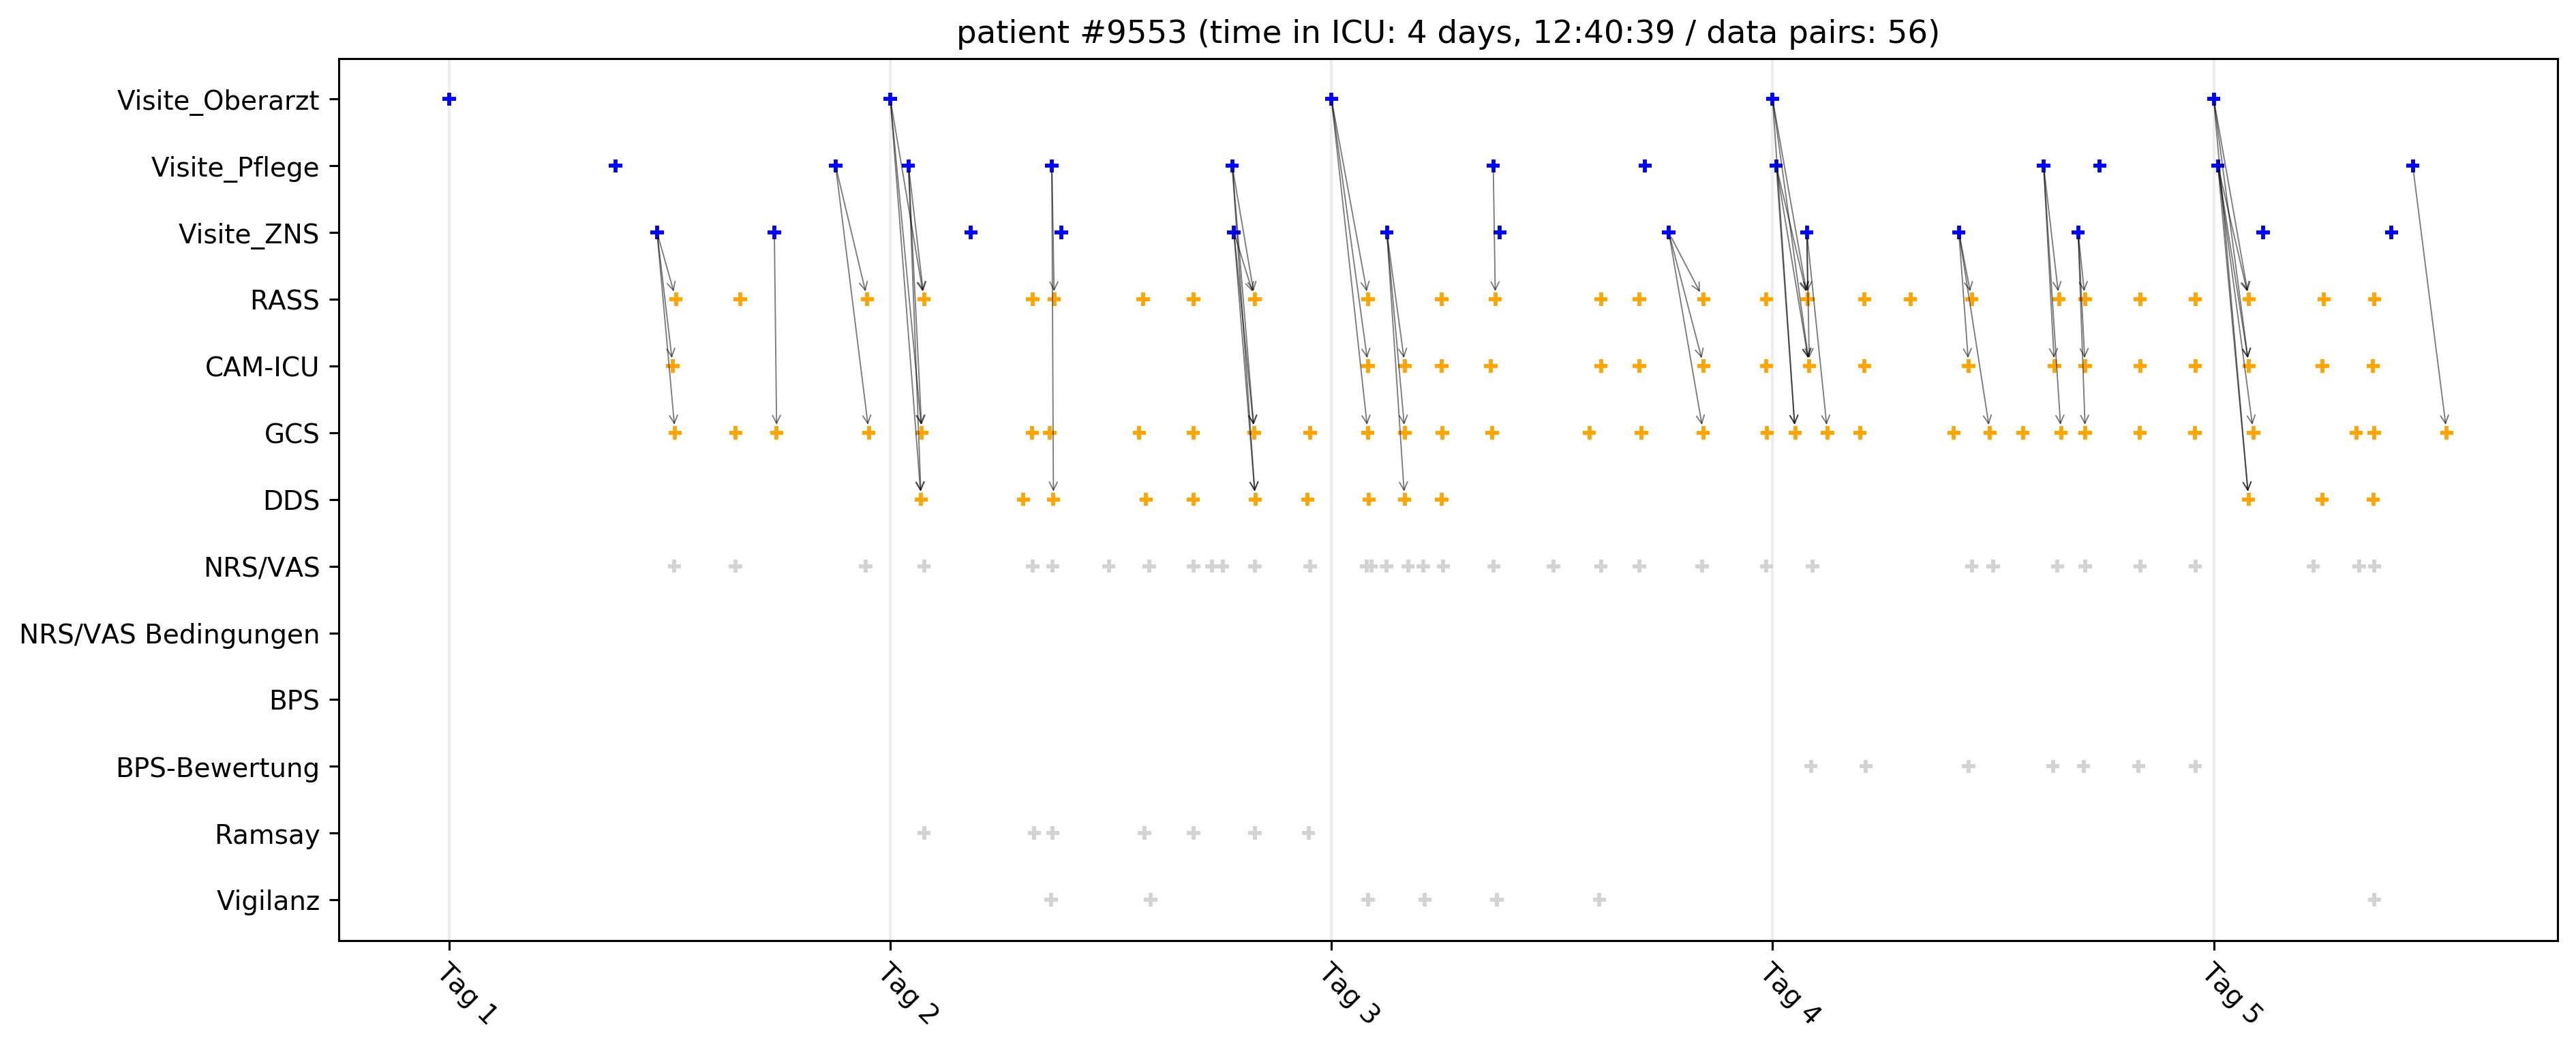 patient #9553 (time in ICU: 4 days, 12:40:39 / data pairs: 56)
Visite_Oberarzt
Visite_Pflege
Visite_ZNS
RASS
CAM-ICU
GCS
DDS
NRS/VAS
NRS/VAS Bedingungen
BPS
BPS-Bewertung
Ramsay
Vigilanz
Tag 1
Tag 2
Tag 3
Tag 4
Tag 5